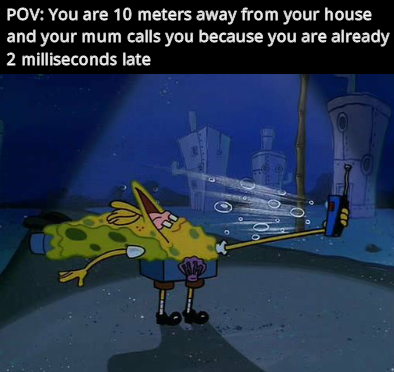 POV: You are 10 meters away from your house
and your mum calls you because you are already
2 milliseconds late